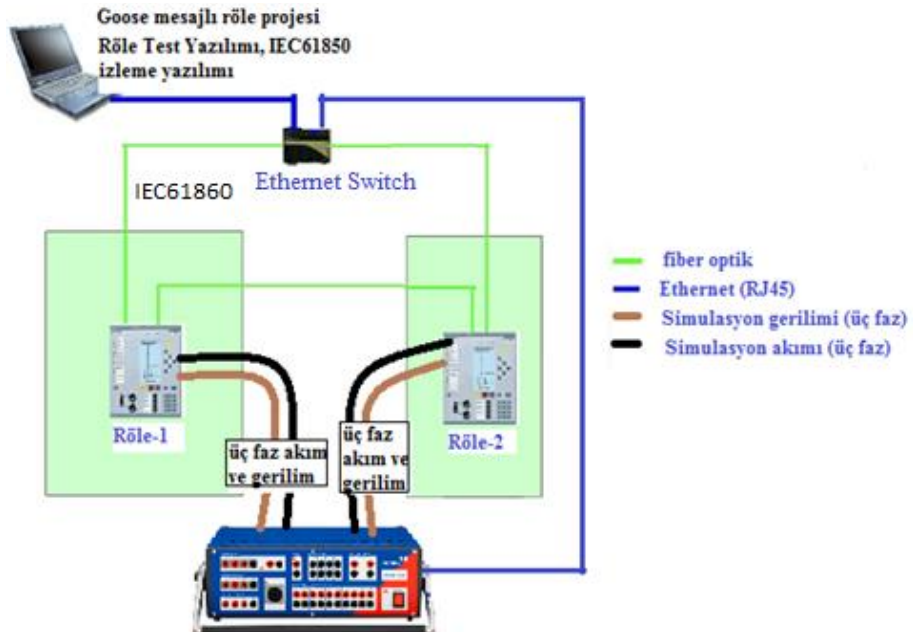 Goose mesajlı röle projesi
Röle Test Yazılımı, IEC61850
izleme yazılımı
Ethernet Switch
IEC61860
fiber optik
Ethernet (RJ45)
Simulasyon gerilimi (üç faz)
Simulasyon akımı (üç faz)
Röle-1
Röle-2
üç faz akım
ve gerilim
üç faz
akım ve
gerilim